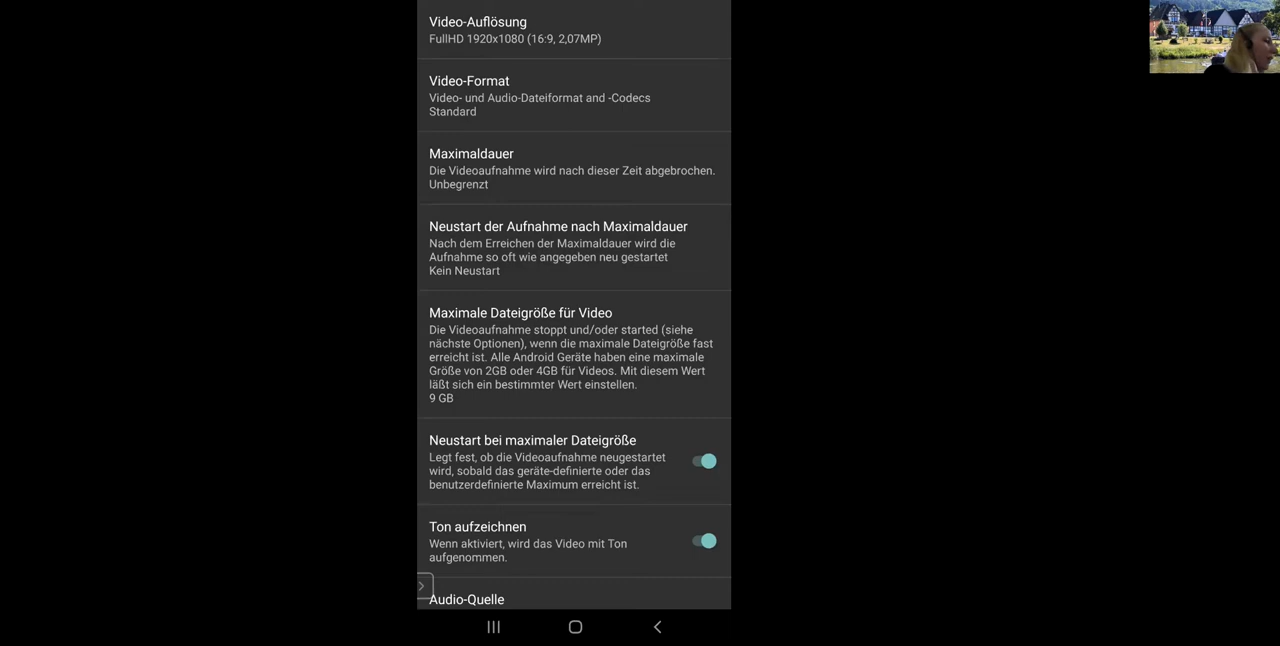 Video-Auflösung
FullHD 1920x1080 (16:9, 2,07MP)
Video-Format
Video- und Audio-Dateiformat and -Codecs
Standard
Maximaldauer
Die Videoaufnahme wird nach dieser Zeit abgebrochen.
Unbegrenzt
Neustart der Aufnahme nach Maximaldauer
Nach dem Erreichen der Maximaldauer wird die
Aufnahme so oft wie angegeben neu gestartet
Kein Neustart
Maximale Dateigröße für Video
Die Videoaufnahme stoppt und/oder started (siehe
nächste Optionen), wenn die maximale Dateigröße fast
erreicht ist. Alle Android Geräte haben eine maximale
Größe von 2GB oder 4GB für Videos. Mit diesem Wert
läßt sich ein bestimmter Wert einstellen.
9 GB
Neustart bei maximaler Dateigröße
Legt fest, ob die Videoaufnahme neugestartet
wird, sobald das geräte-definierte oder das
benutzerdefinierte Maximum erreicht ist.
Ton aufzeichnen
Wenn aktiviert, wird das Video mit Ton
aufgenommen.
Audio-Quelle